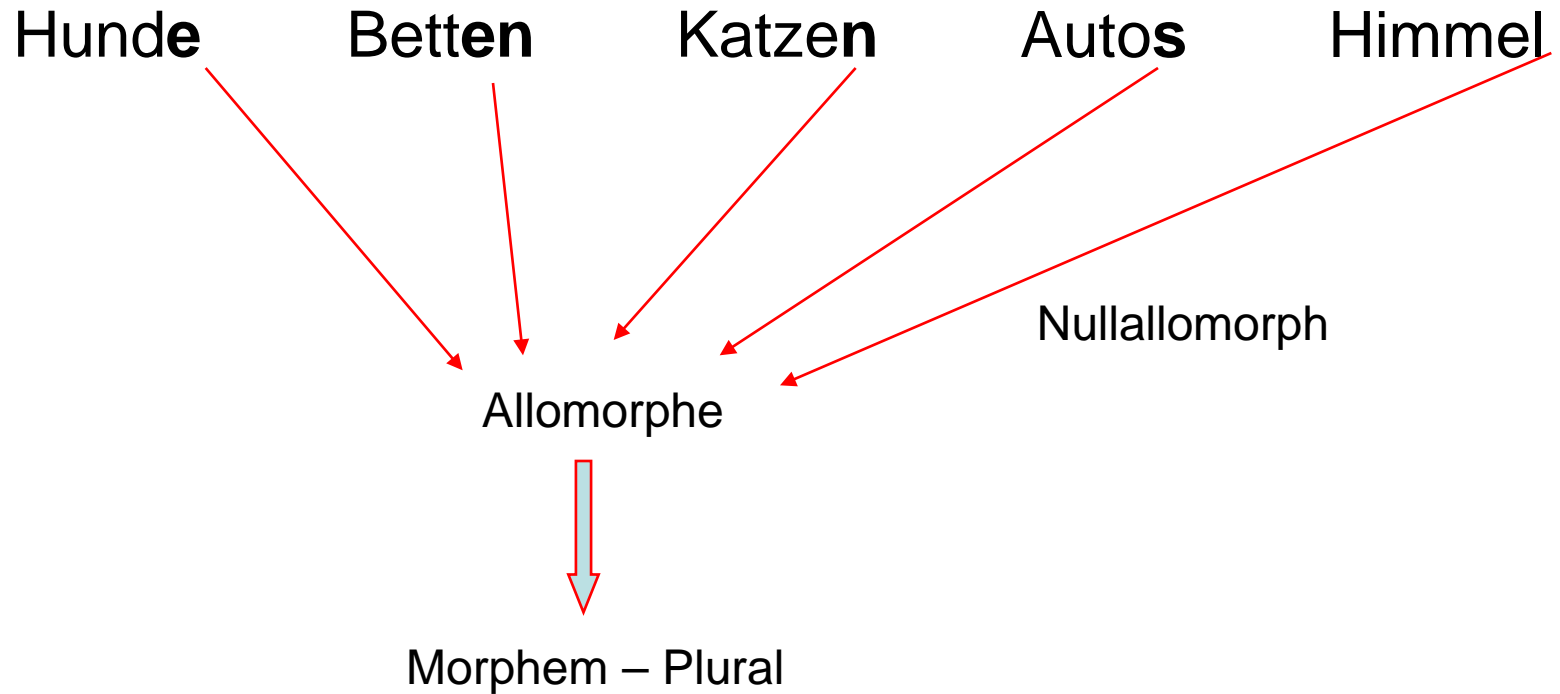 Hunde Betten Katzen Autos Himmel
Nullallomorph
Allomorphe
Morphem – Plural